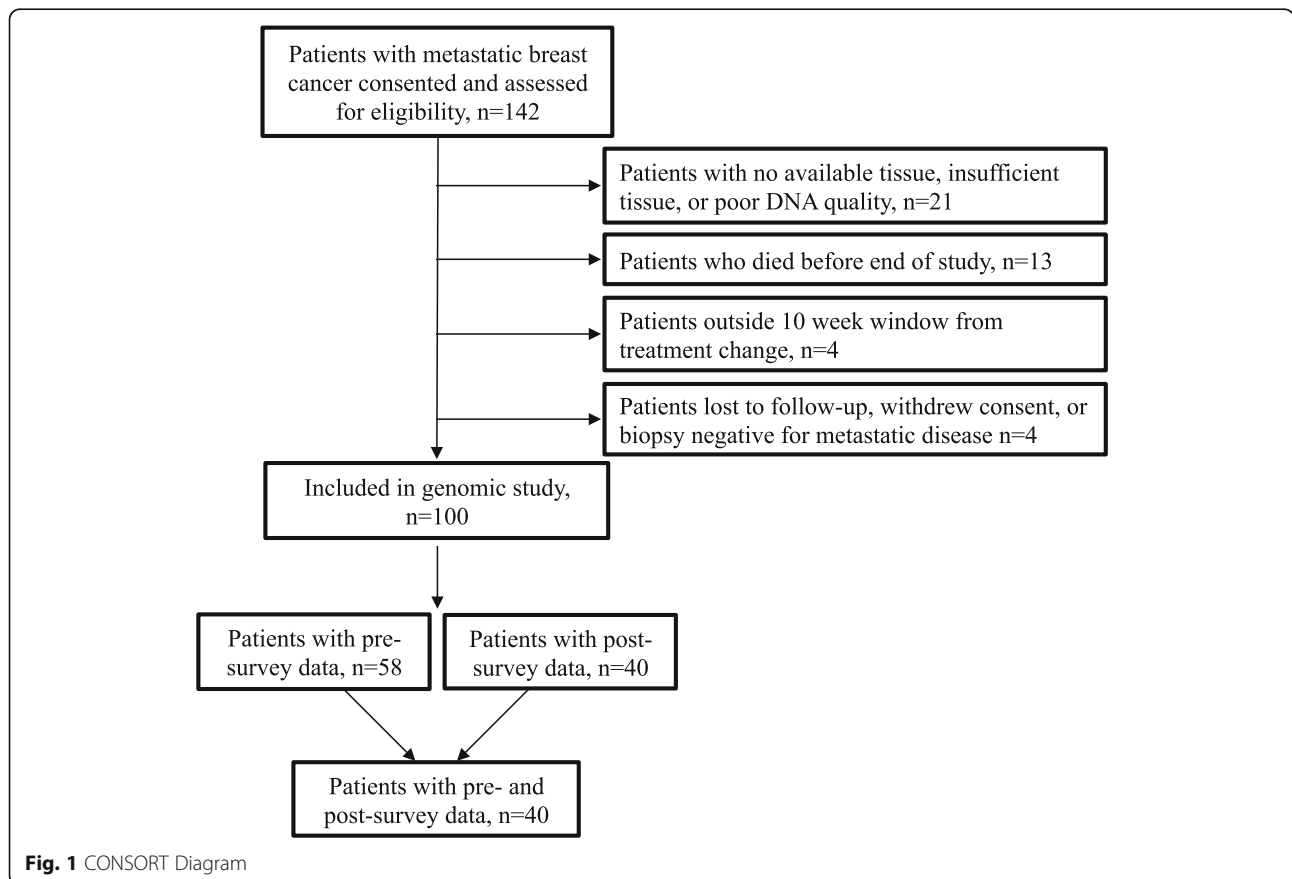 Patients with metastatic breast
cancer consented and assessed
for eligibility, n=142
Patients with no available tissue, insufficient
tissue, or poor DNA quality, n=21
Patients who died before end of study, n=13
Patients outside 10 week window from
treatment change, n=4
Patients lost to follow-up, withdrew consent, or
biopsy negative for metastatic disease n=4
Included in genomic study,
n=100
Patients with pre-
survey data, n=58
Patients with post-
survey data, n=40
Patients with pre- and
post-survey data, n=40
Fig. 1 CONSORT Diagram